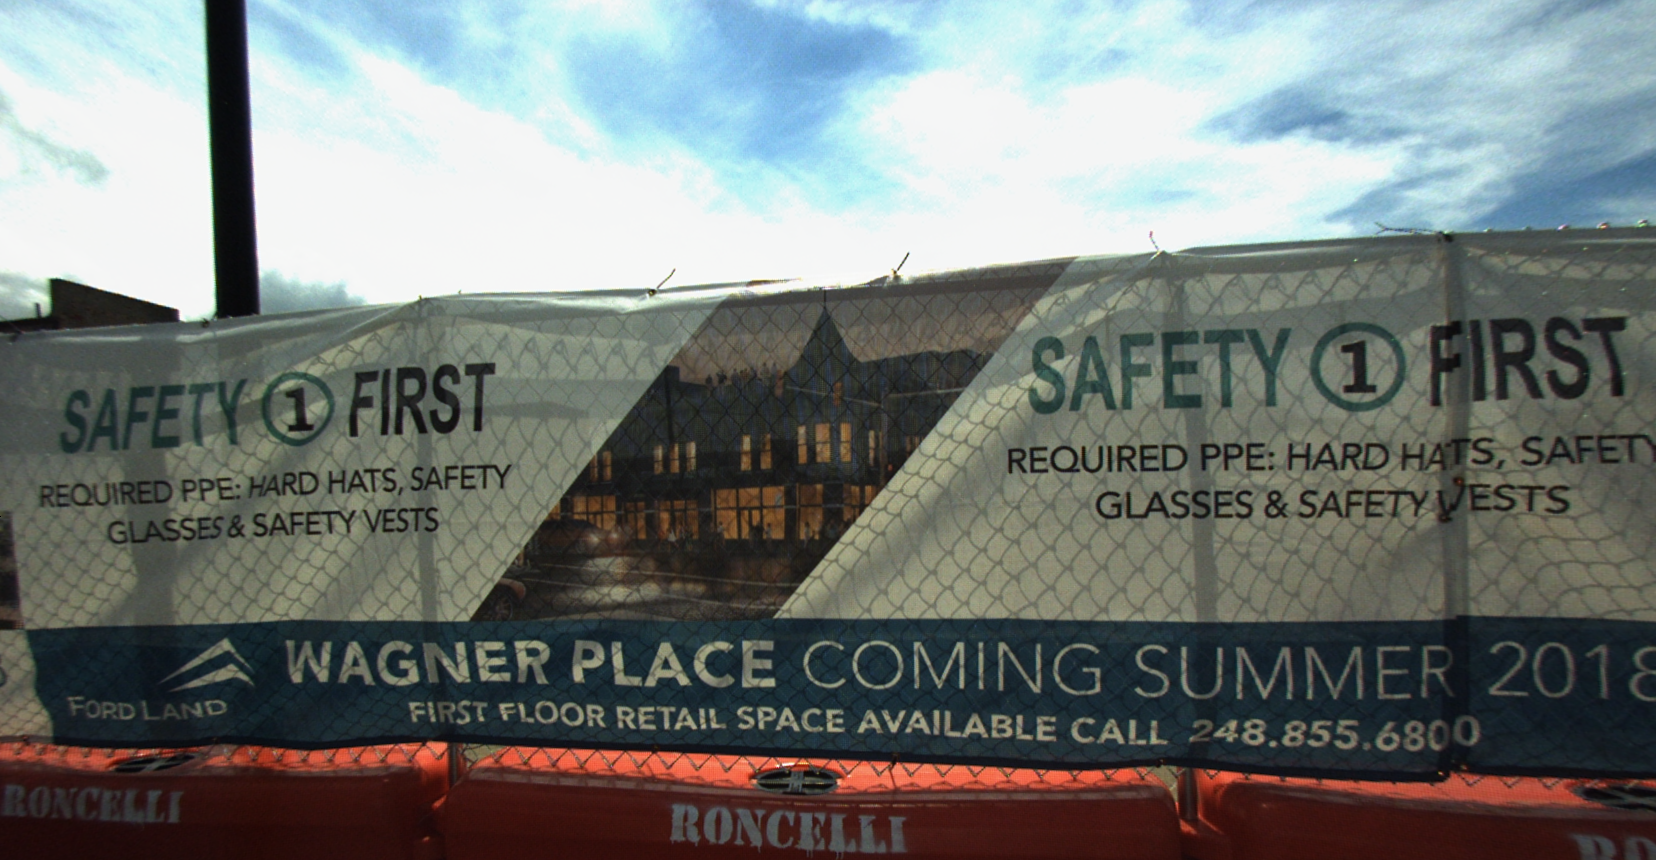 SAFETY 1 FIRST
REQUIRED PPE: HARD HATS, SAFETY
GLASSES & SAFETY VESTS
SAFETY 1 FIRST
REQUIRED PPE: HARD HATS, SAFETY
GLASSES & SAFETY VESTS
FORD LAND
WAGNER PLACE COMING SUMMER 2018
FIRST FLOOR RETAIL SPACE AVAILABLE CALL 248.855.6800
RONCELLI
RONCELLI
RO